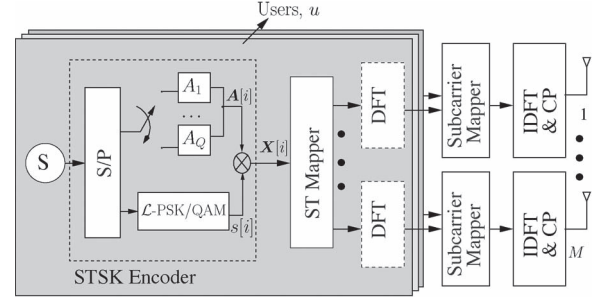 Users, u
S
S/P
A₁
...
A_Q
A[i]
X[i]
ℒ-PSK/QAM
s[i]
STSK Encoder
ST Mapper
DFT
DFT
Subcarrier
Mapper
Subcarrier
Mapper
IDFT
& CP
IDFT
& CP
1
M